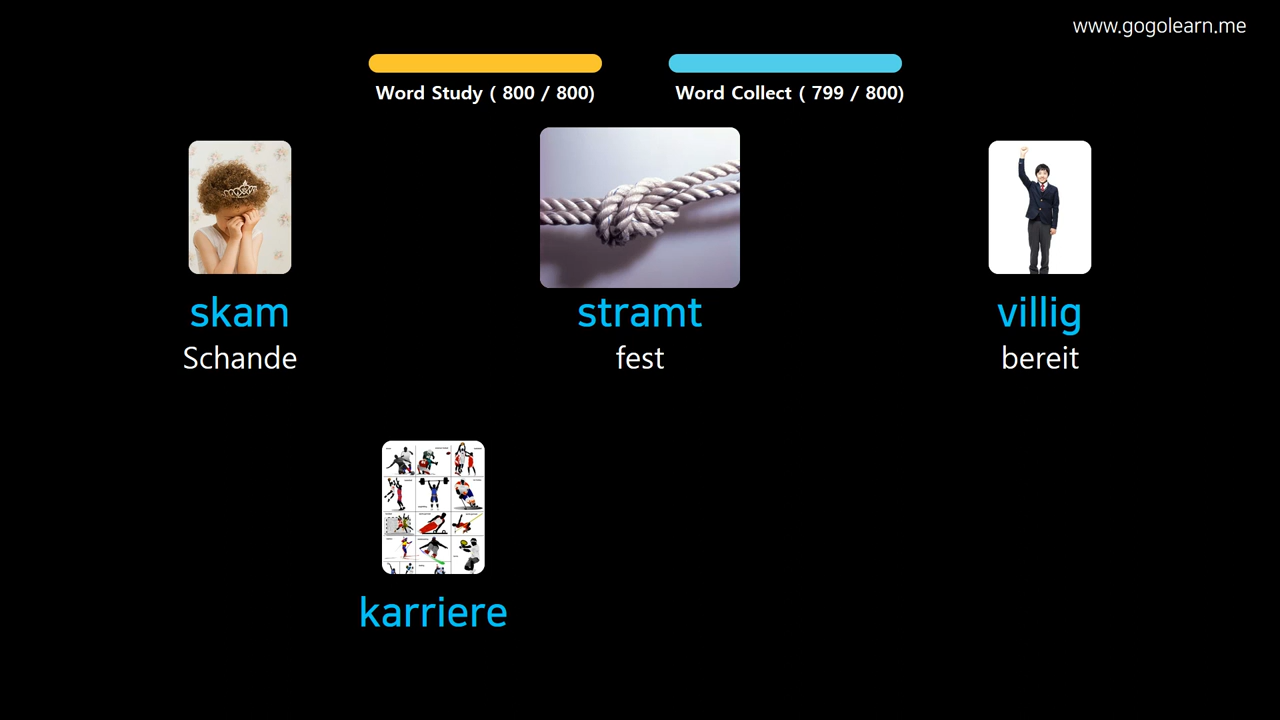 www.gogolearn.me
Word Study ( 800 / 800)
Word Collect ( 799 / 800)
skam
stramt
villig
Schande
fest
bereit
karriere